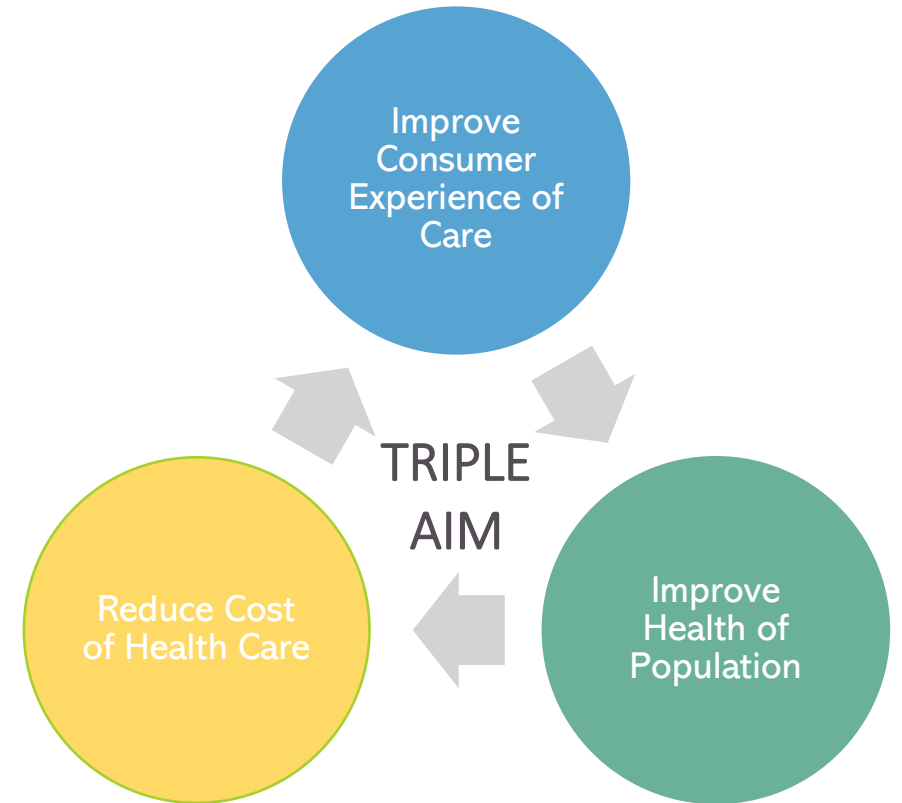 Improve
Consumer
Experience of
Care
TRIPLE
AIM
Reduce Cost
of Health Care
Improve
Health of
Population